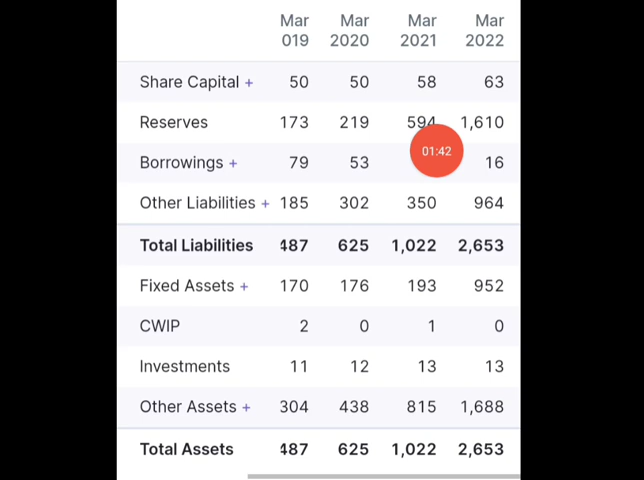 Mar Mar Mar Mar
019 2020 2021 2022
Share Capital + 50 50 58 63
Reserves 173 219 594 1,610
Borrowings + 79 53 16
Other Liabilities + 185 302 350 964
Total Liabilities 487 625 1,022 2,653
Fixed Assets + 170 176 193 952
CWIP 2 0 1 0
Investments 11 12 13 13
Other Assets + 304 438 815 1,688
Total Assets 487 625 1,022 2,653
01:42